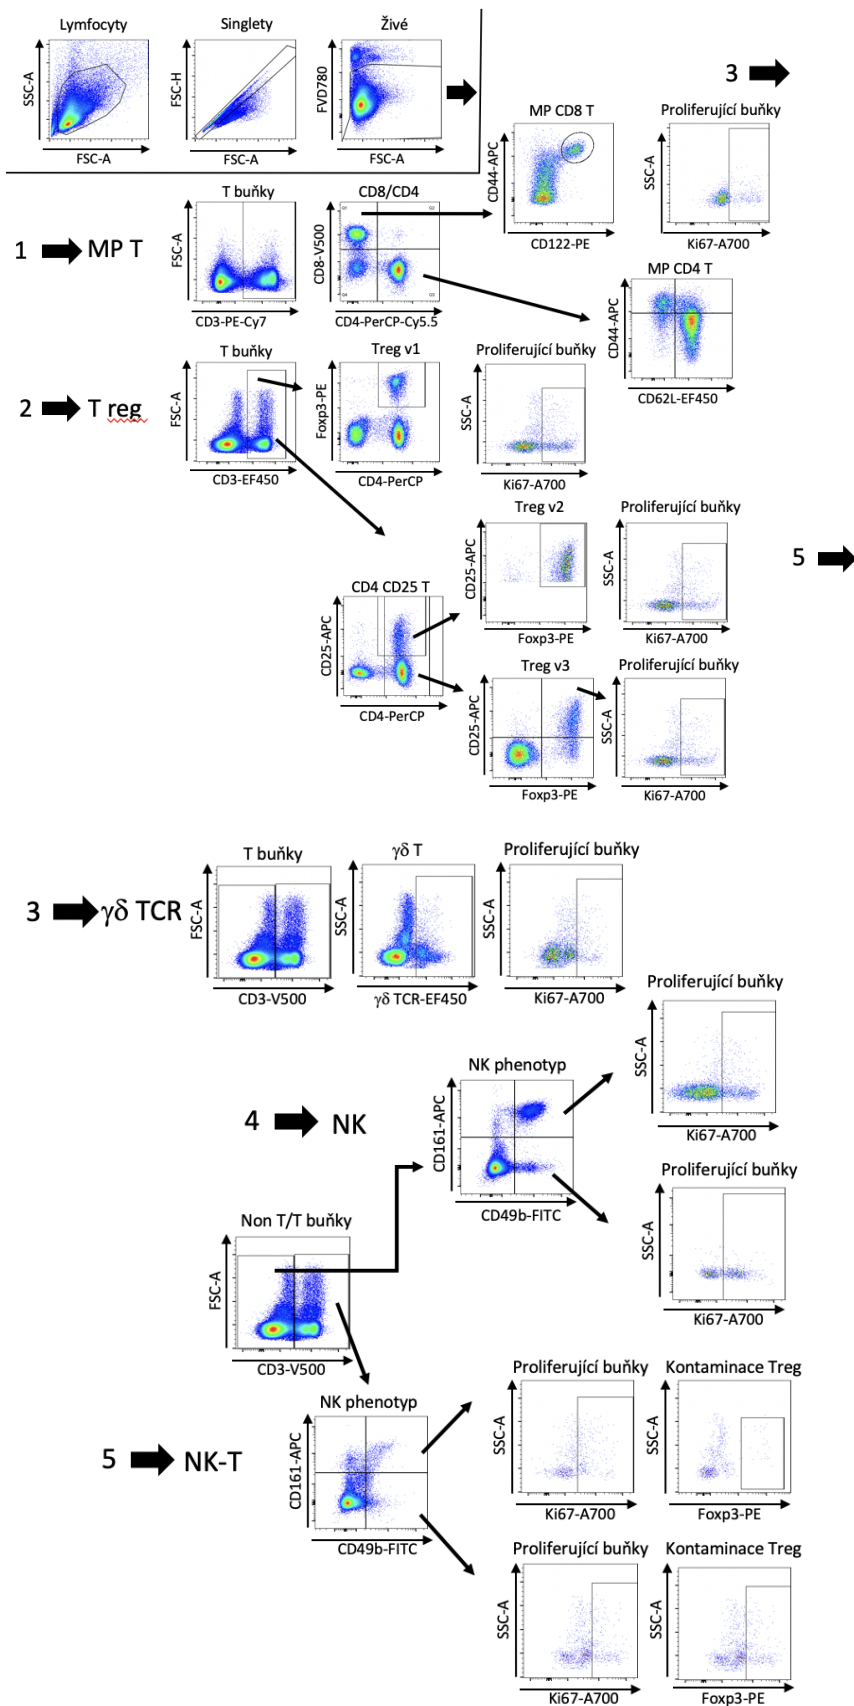 Lymfocyty
SSC-A
FSC-A
Singlety
FSC-H
FSC-A
Živé
FVD780
FSC-A
3
MP CD8 T
CD44-APC
CD122-PE
Proliferující buňky
SSC-A
Ki67-A700
1
MP T
T buňky
FSC-A
CD3-PE-Cy7
CD8/CD4
CD8-V500
Q1
Q2
Q4
Q3
CD4-PerCP-Cy5.5
MP CD4 T
CD44-APC
CD62L-EF450
2
T reg
T buňky
FSC-A
CD3-EF450
Treg v1
Foxp3-PE
CD4-PerCP
Proliferující buňky
SSC-A
Ki67-A700
Treg v2
CD25-APC
Foxp3-PE
Proliferující buňky
SSC-A
Ki67-A700
5
CD4 CD25 T
CD25-APC
CD4-PerCP
Treg v3
CD25-APC
Foxp3-PE
Proliferující buňky
SSC-A
Ki67-A700
3
γδ TCR
T buňky
FSC-A
CD3-V500
γδ T
SSC-A
γδ TCR-EF450
Proliferující buňky
SSC-A
Ki67-A700
Proliferující buňky
SSC-A
Ki67-A700
4
NK
NK phenotyp
CD161-APC
CD49b-FITC
Proliferující buňky
SSC-A
Ki67-A700
Non T/T buňky
FSC-A
CD3-V500
5
NK-T
NK phenotyp
CD161-APC
CD49b-FITC
Proliferující buňky
SSC-A
Ki67-A700
Kontaminace Treg
SSC-A
Foxp3-PE
Proliferující buňky
SSC-A
Ki67-A700
Kontaminace Treg
SSC-A
Foxp3-PE